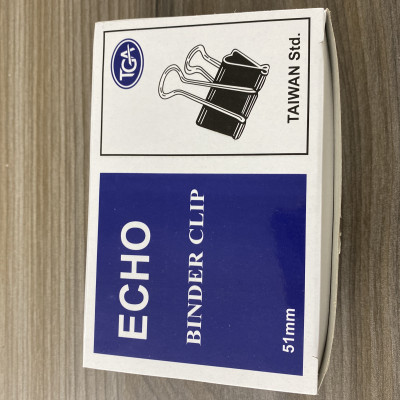 ECHO
BINDER CLIP
51mm
TGA
TAIWAN Std.